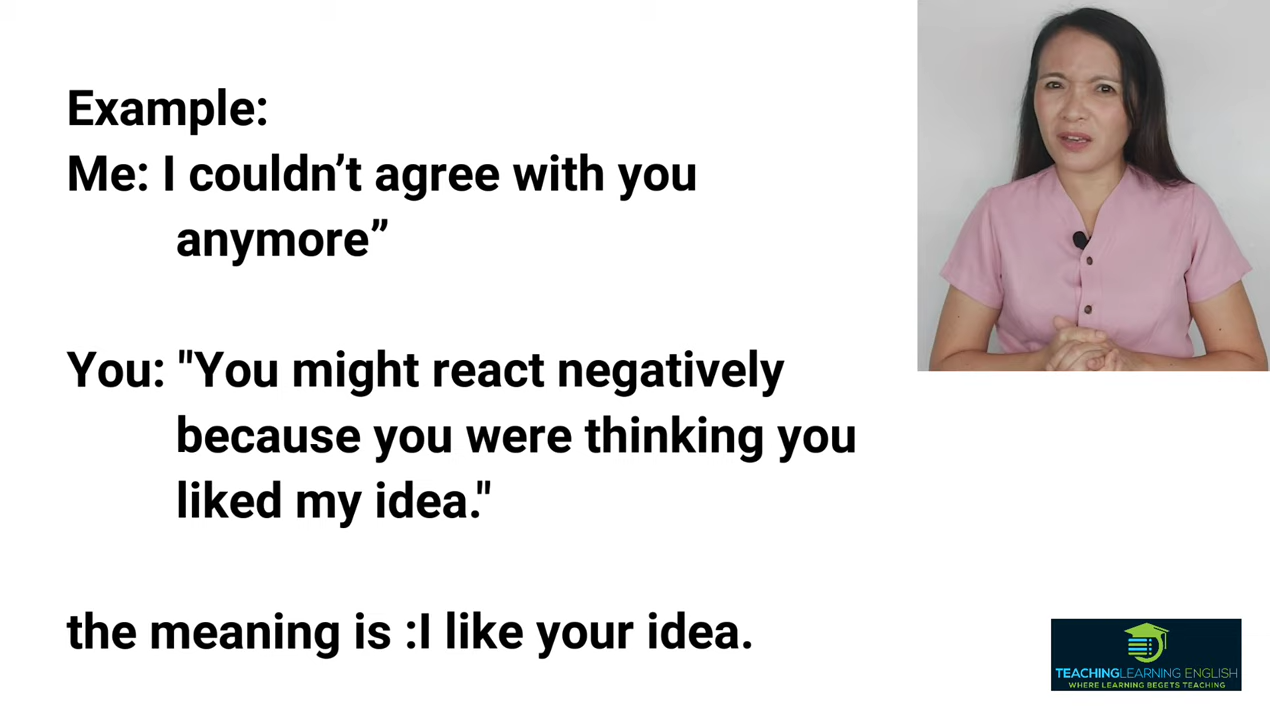 Example:
Me: I couldn’t agree with you
anymore”
You: "You might react negatively
because you were thinking you
liked my idea."
the meaning is :I like your idea.
TEACHINGLEARNING ENGLISH
WHERE LEARNING BEGETS TEACHING